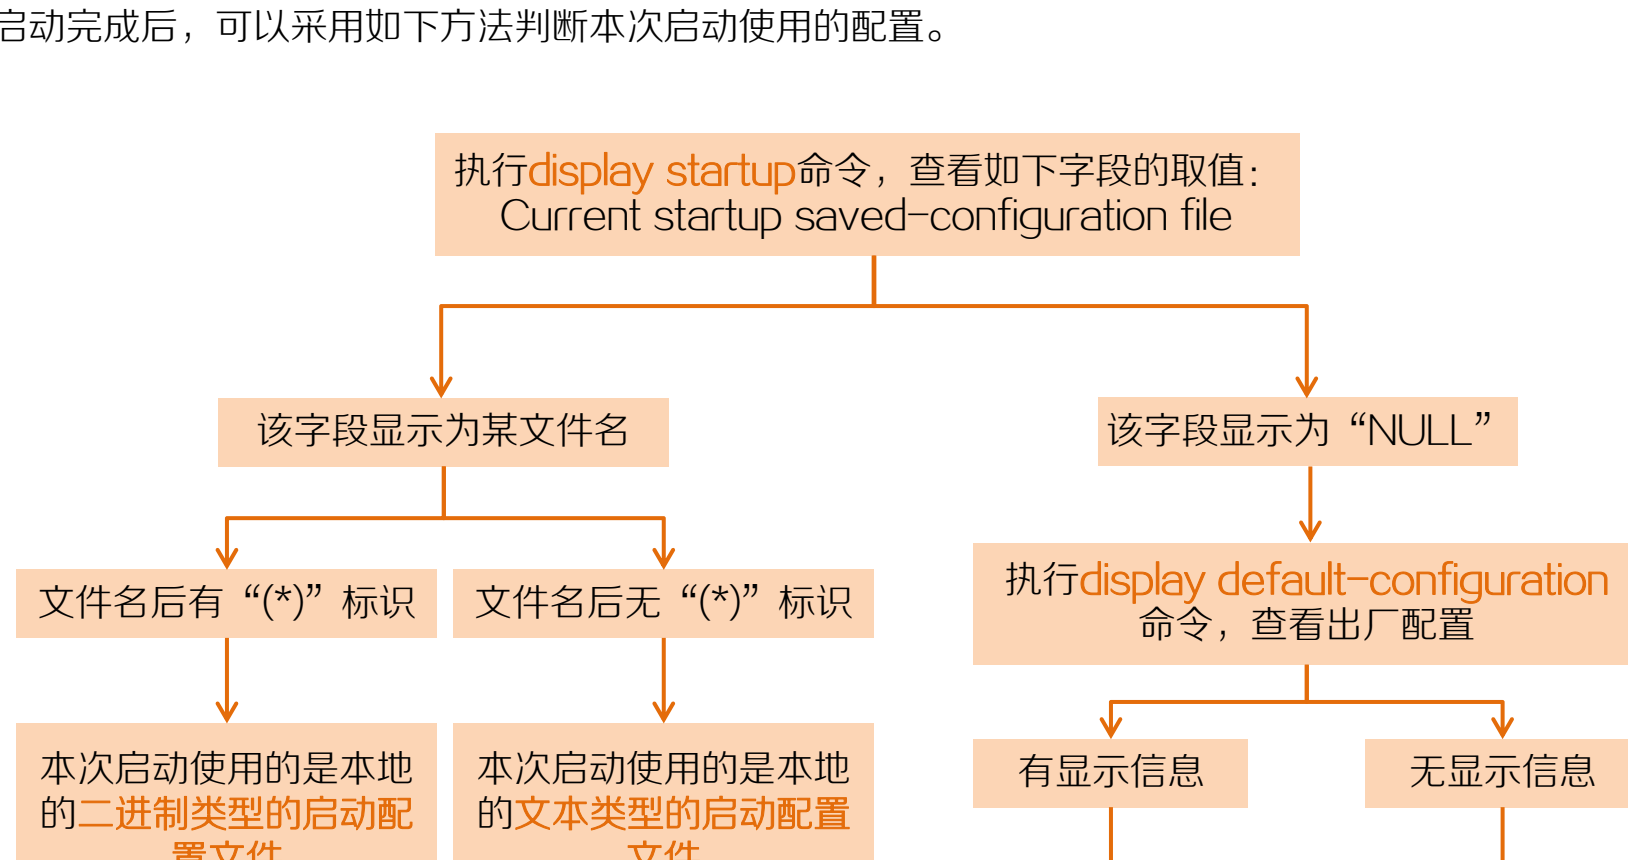 启动完成后，可以采用如下方法判断本次启动使用的配置。
执行display startup命令，查看如下字段的取值：
Current startup saved-configuration file
该字段显示为某文件名
该字段显示为“NULL”
文件名后有“(*)”标识
文件名后无“(*)”标识
执行display default-configuration
命令，查看出厂配置
本次启动使用的是本地
的二进制类型的启动配
置文件
本次启动使用的是本地
的文本类型的启动配置
文件
有显示信息
无显示信息